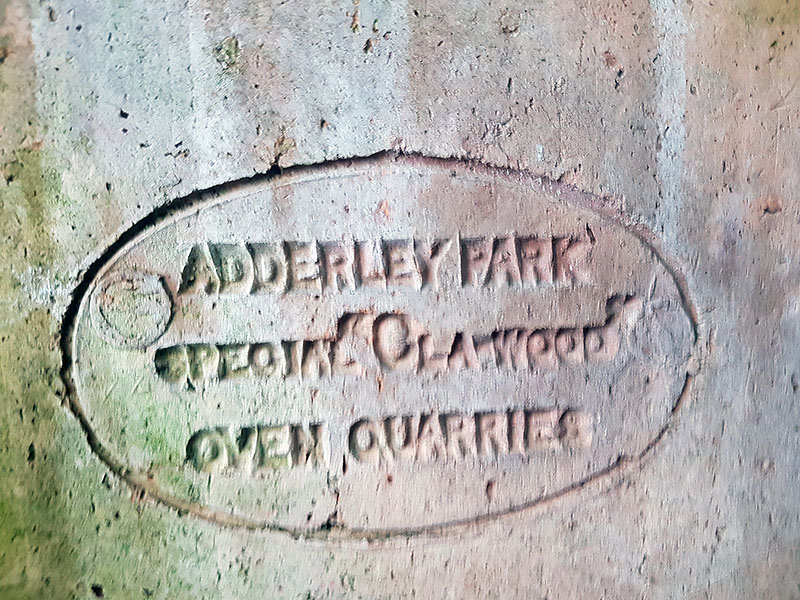 ADDERLEY PARK
SPECIAL "CLA-WOOD"
OVEN QUARRIES